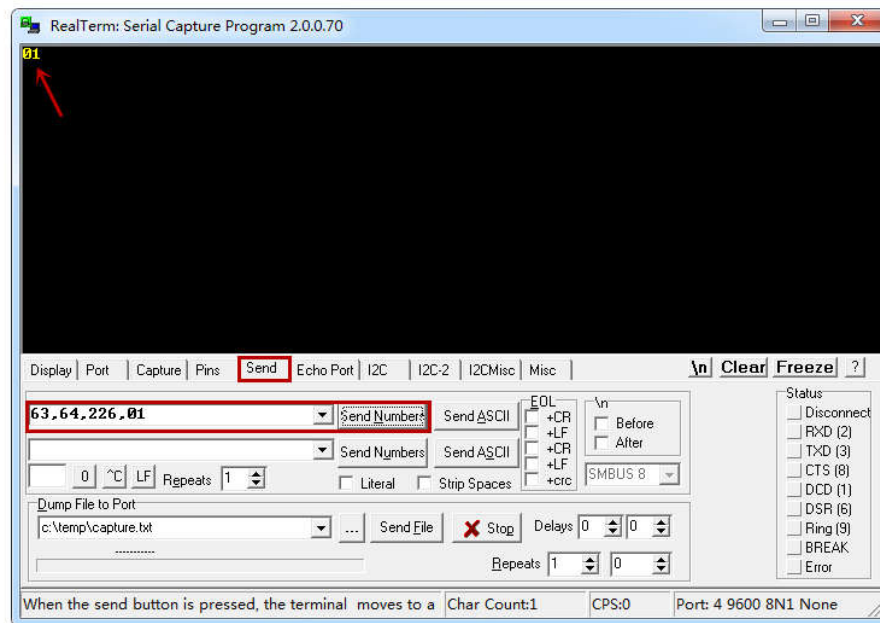 RealTerm: Serial Capture Program 2.0.0.70
01
Display Port Capture Pins Send Echo Port I2C I2C-2 I2CMisc Misc \n Clear Freeze ?
63,64,226,01 Send Numbers Send ASCII
Send Numbers Send ASCII
0 ^C LF Repeats 1 Literal Strip Spaces
EOL
+CR
+LF
+CR
+LF
+crc
\n
Before
After
SMBUS 8
Dump File to Port
c:\temp\capture.txt ... Send File Stop Delays 0 0
Repeats 1 0
Status
Disconnect
RXD (2)
TXD (3)
CTS (8)
DCD (1)
DSR (6)
Ring (9)
BREAK
Error
When the send button is pressed, the terminal moves to a Char Count:1 CPS:0 Port: 4 9600 8N1 None